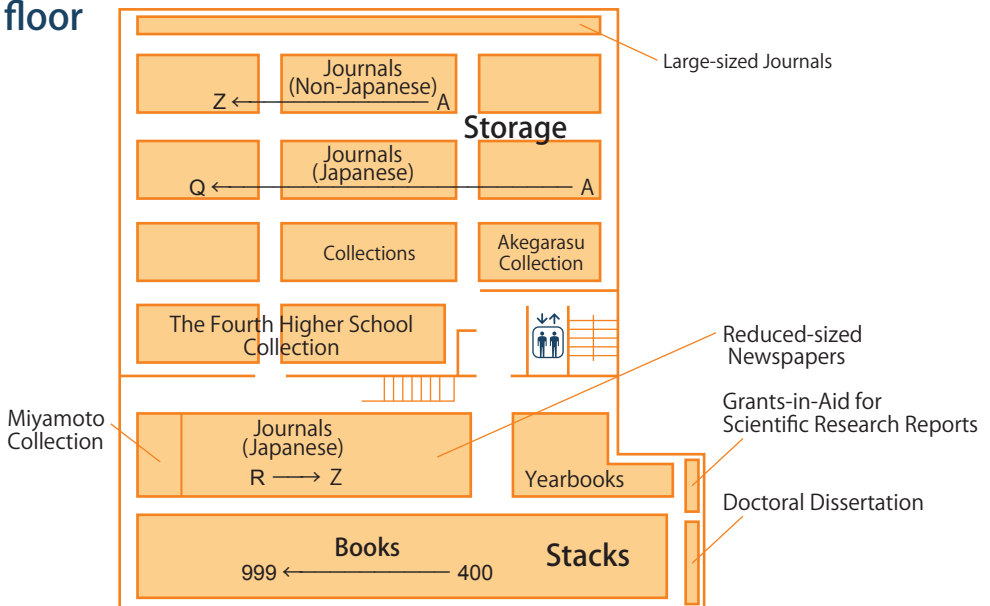 floor
Large-sized Journals
Journals
(Non-Japanese)
Z ← A
Storage
Journals
(Japanese)
Q ← A
Collections
Akegarasu
Collection
The Fourth Higher School
Collection
Reduced-sized
Newspapers
Grants-in-Aid for
Scientific Research Reports
Miyamoto
Collection
Journals
(Japanese)
R → Z
Yearbooks
Doctoral Dissertation
Books
Stacks
999 ← 400